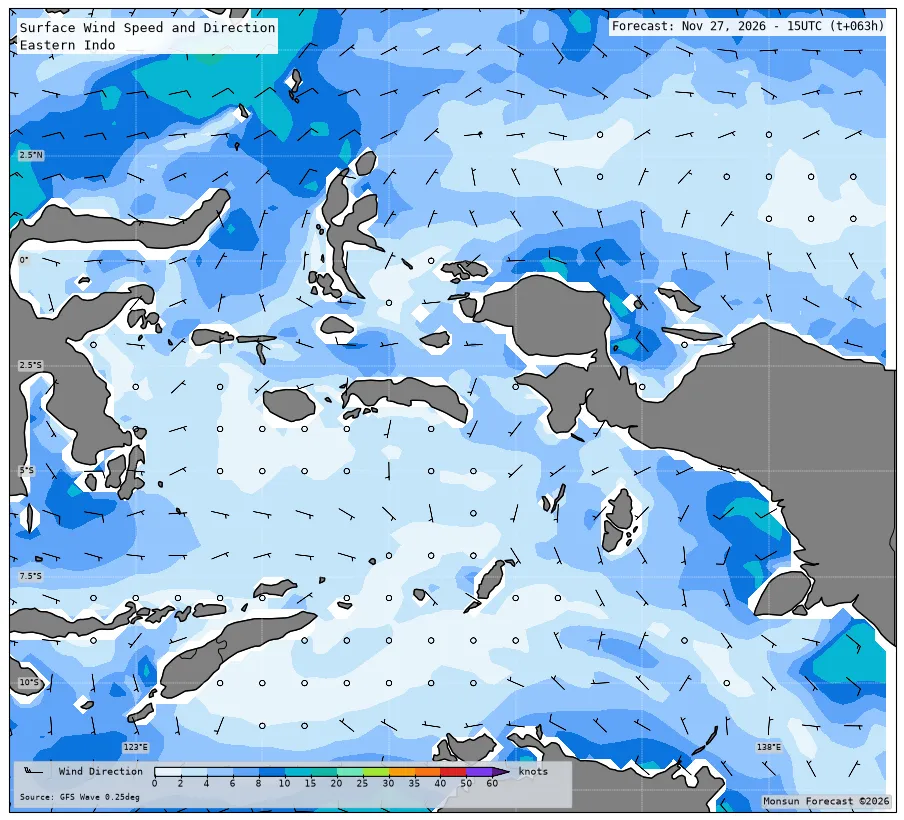 Surface Wind Speed and Direction
Eastern Indo
Forecast: Nov 27, 2026 - 15UTC (t+063h)
2.5°N
0°
2.5°S
5°S
7.5°S
10°S
123°E
138°E
Wind Direction
knots
0 2 4 6 8 10 15 20 25 30 35 40 50 60
Source: GFS Wave 0.25deg
Monsun Forecast ©2026